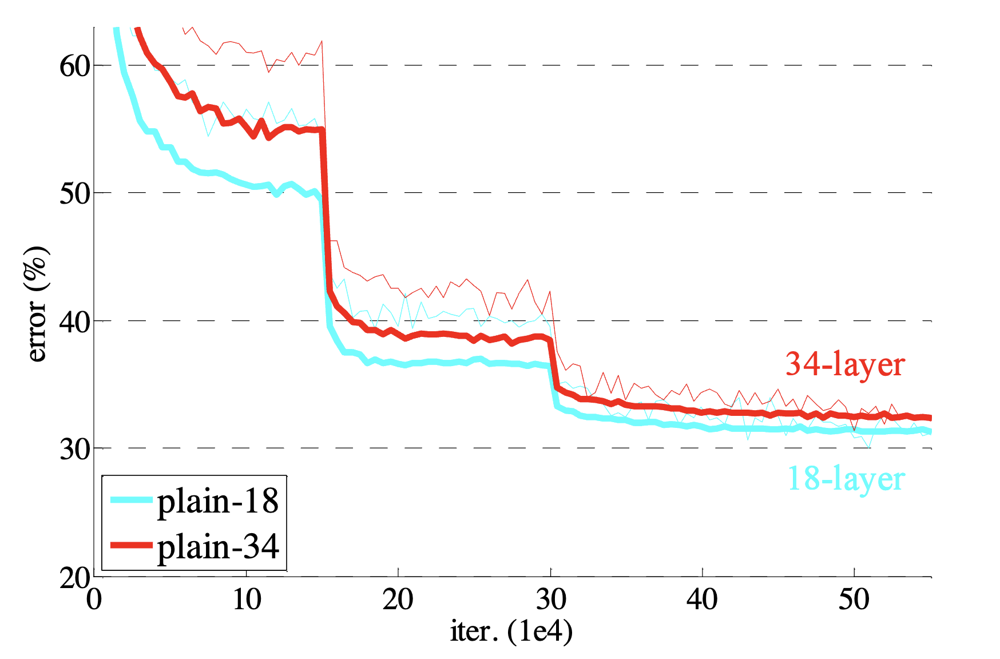 60
50
40
30
20
error (%)
34-layer
18-layer
plain-18
plain-34
0 10 20 30 40 50
iter. (1e4)